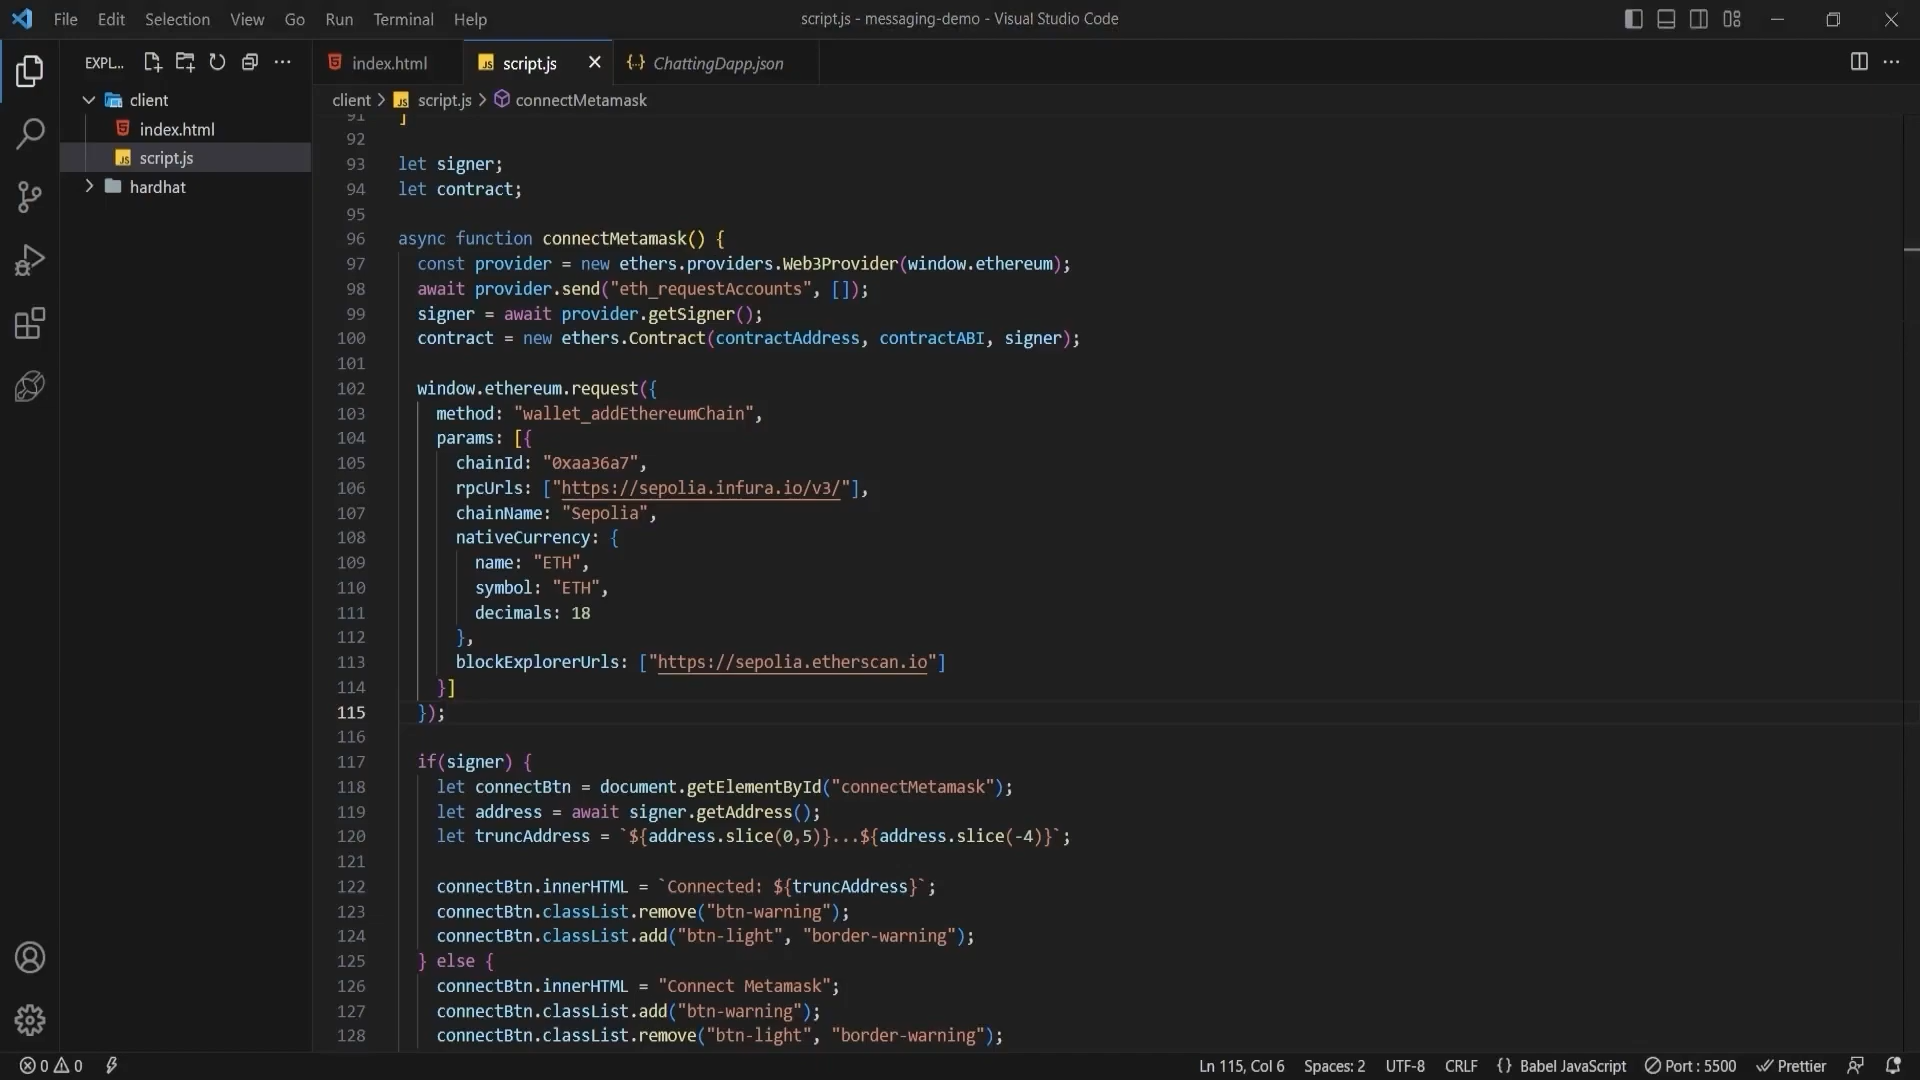 File Edit Selection View Go Run Terminal Help
script.js - messaging-demo - Visual Studio Code
EXPL...
index.html
script.js
ChattingDapp.json
client
index.html
script.js
hardhat
client > script.js > connectMetamask
91 ]
92
93 let signer;
94 let contract;
95
96 async function connectMetamask() {
97 const provider = new ethers.providers.Web3Provider(window.ethereum);
98 await provider.send("eth_requestAccounts", []);
99 signer = await provider.getSigner();
100 contract = new ethers.Contract(contractAddress, contractABI, signer);
101
102 window.ethereum.request({
103 method: "wallet_addEthereumChain",
104 params: [{
105 chainId: "0xaa36a7",
106 rpcUrls: ["https://sepolia.infura.io/v3/"],
107 chainName: "Sepolia",
108 nativeCurrency: {
109 name: "ETH",
110 symbol: "ETH",
111 decimals: 18
112 },
113 blockExplorerUrls: ["https://sepolia.etherscan.io"]
114 }]
115 });
116
117 if(signer) {
118 let connectBtn = document.getElementById("connectMetamask");
119 let address = await signer.getAddress();
120 let truncAddress = `${address.slice(0,5)}...${address.slice(-4)}`;
121
122 connectBtn.innerHTML = `Connected: ${truncAddress}`;
123 connectBtn.classList.remove("btn-warning");
124 connectBtn.classList.add("btn-light", "border-warning");
125 } else {
126 connectBtn.innerHTML = "Connect Metamask";
127 connectBtn.classList.add("btn-warning");
128 connectBtn.classList.remove("btn-light", "border-warning");
0 0
Ln 115, Col 6 Spaces: 2 UTF-8 CRLF {} Babel JavaScript Port : 5500 Prettier